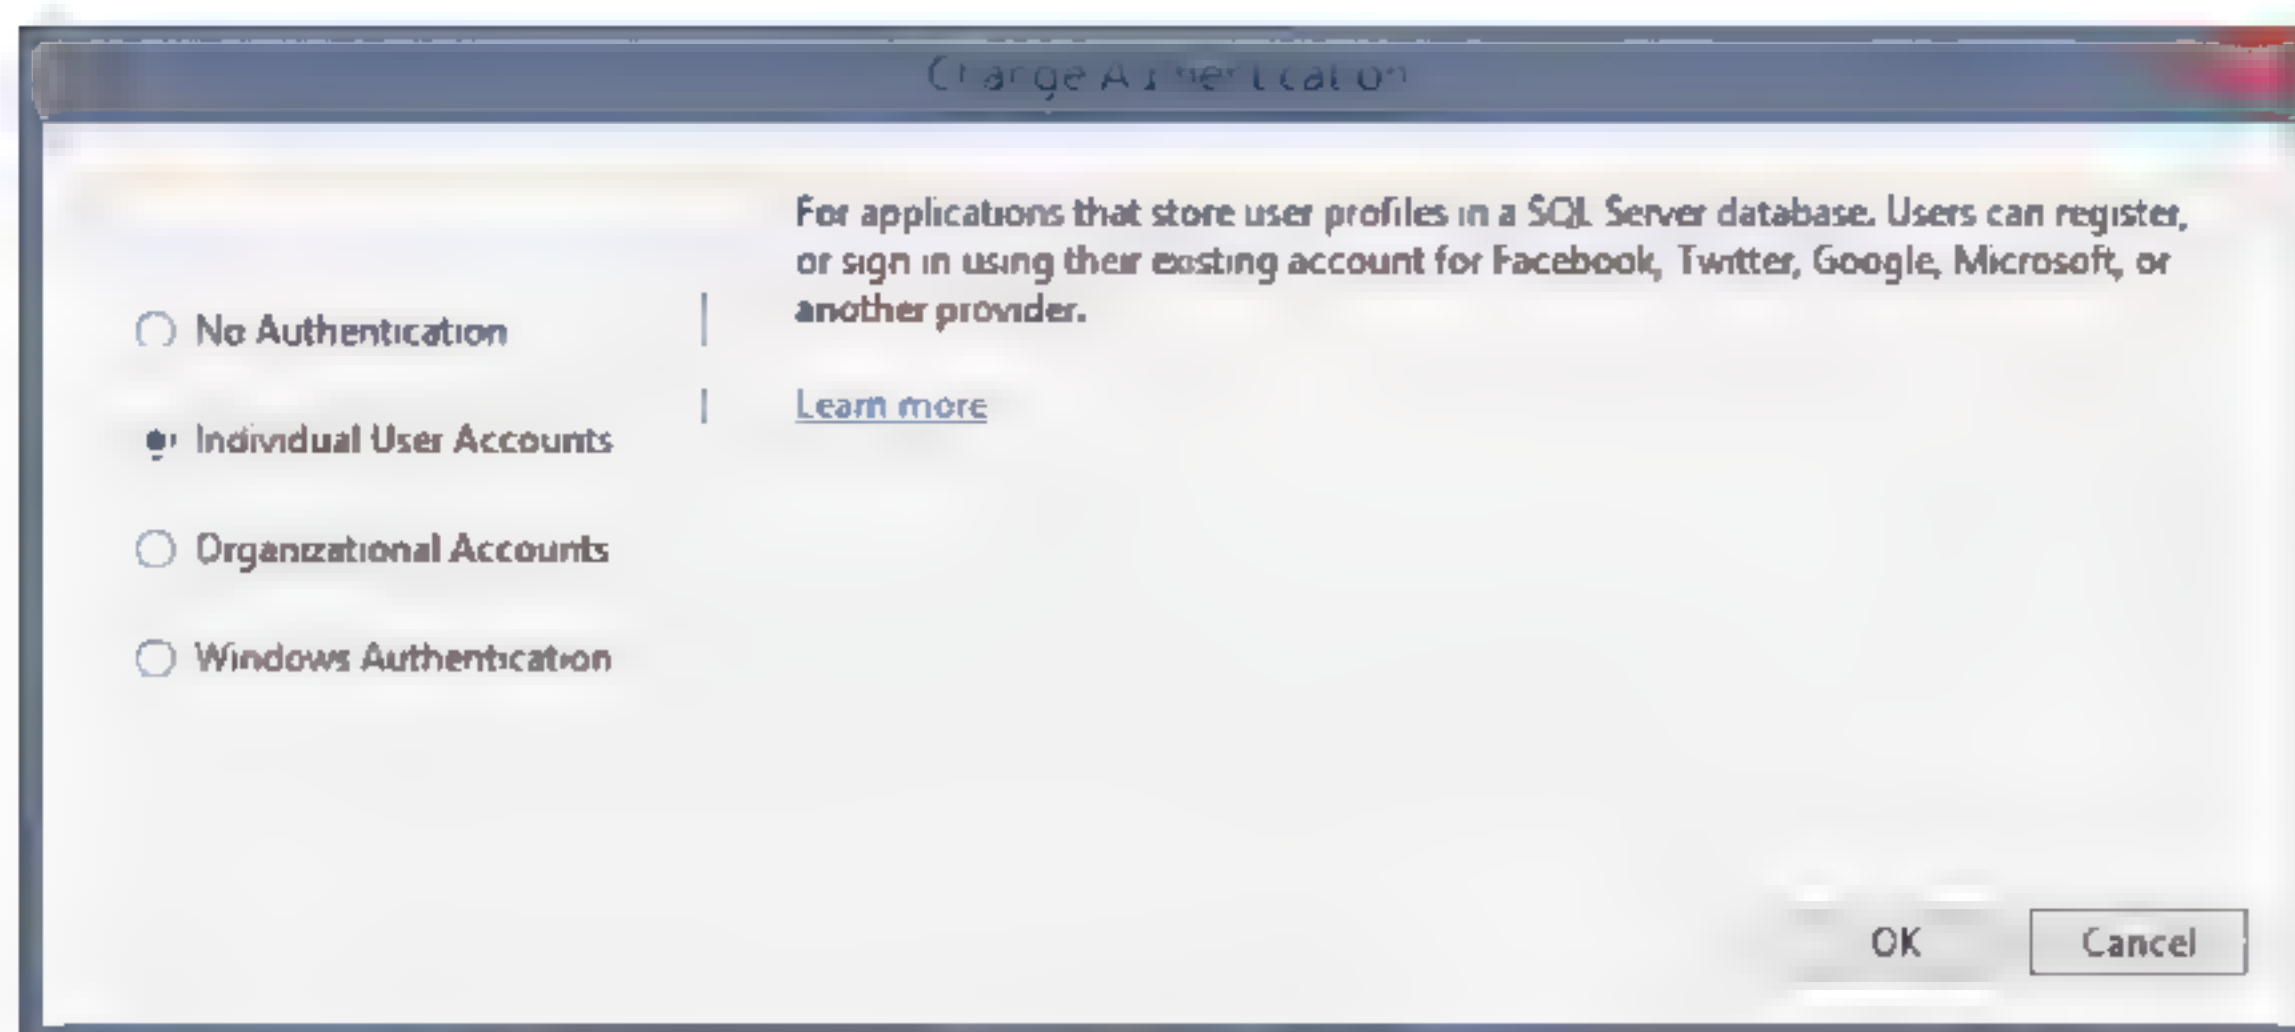 Change Authentication
For applications that store user profiles in a SQL Server database. Users can register,
or sign in using their existing account for Facebook, Twitter, Google, Microsoft, or
another provider.
Learn more
No Authentication
Individual User Accounts
Organizational Accounts
Windows Authentication
OK
Cancel